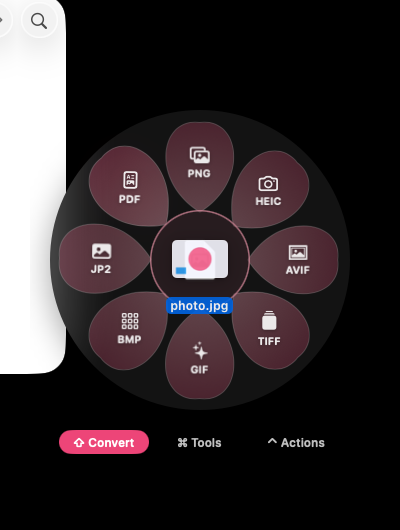 PNG
PDF
HEIC
JP2
AVIF
photo.jpg
BMP
TIFF
GIF
⇧ Convert
⌘ Tools
⌃ Actions